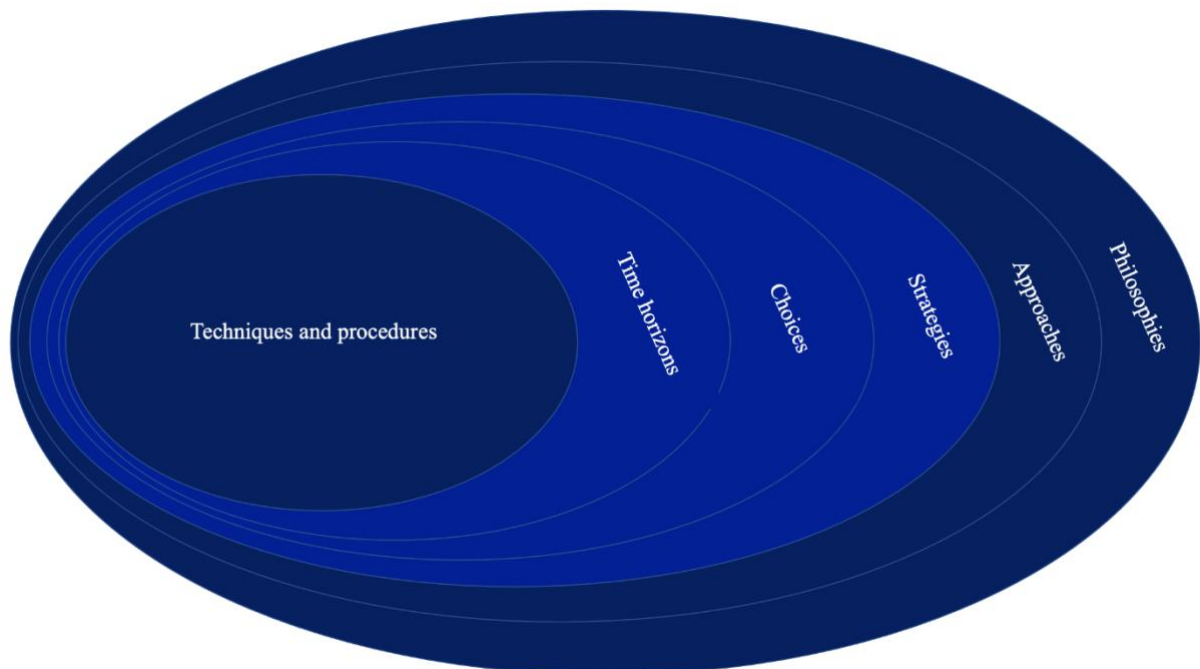 Techniques and procedures
Time horizons
Choices
Strategies
Approaches
Philosophies